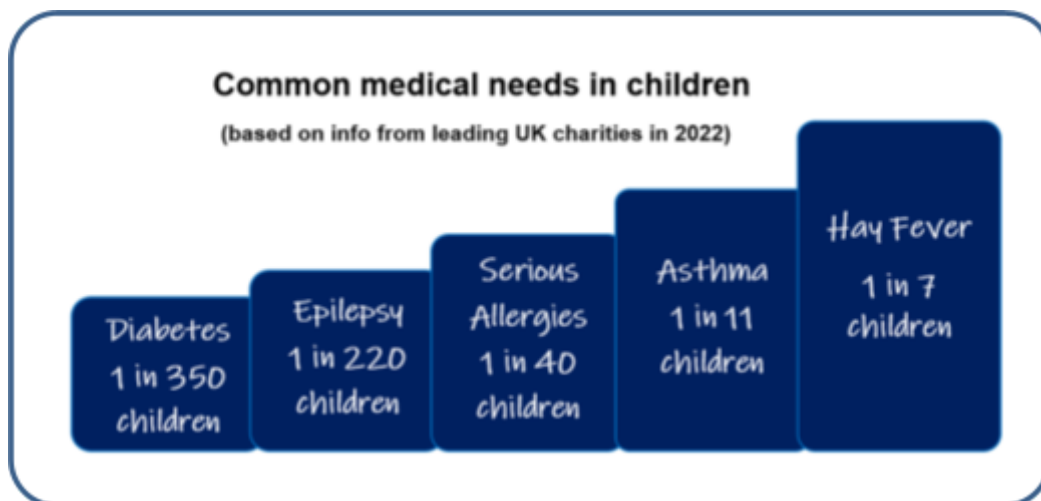 Common medical needs in children
(based on info from leading UK charities in 2022)
Diabetes
1 in 350
children
Epilepsy
1 in 220
children
Serious
Allergies
1 in 40
children
Asthma
1 in 11
children
Hay Fever
1 in 7
children